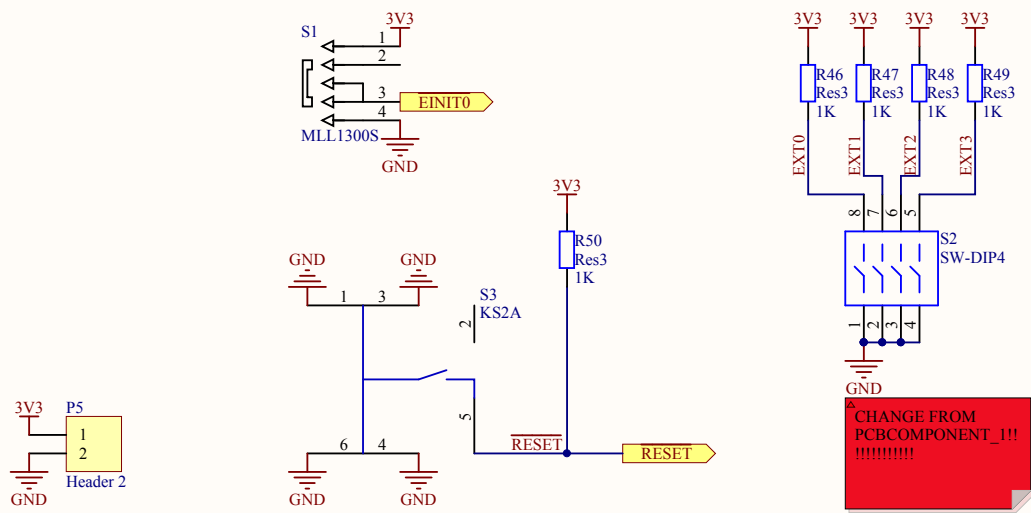 S1
3V3
1
2
3
4
EINIT0
MLL1300S
GND
3V3
3V3
3V3
3V3
R46
Res3
1K
R47
Res3
1K
R48
Res3
1K
R49
Res3
1K
EXT0
EXT1
EXT2
EXT3
8
7
6
5
S2
SW-DIP4
1
2
3
4
GND
3V3
R50
Res3
1K
GND
GND
1
3
S3
KS2A
2
5
6
4
GND
GND
RESET
RESET
3V3
P5
1
2
Header 2
GND
CHANGE FROM
PCBCOMPONENT_1!!
!!!!!!!!!!!